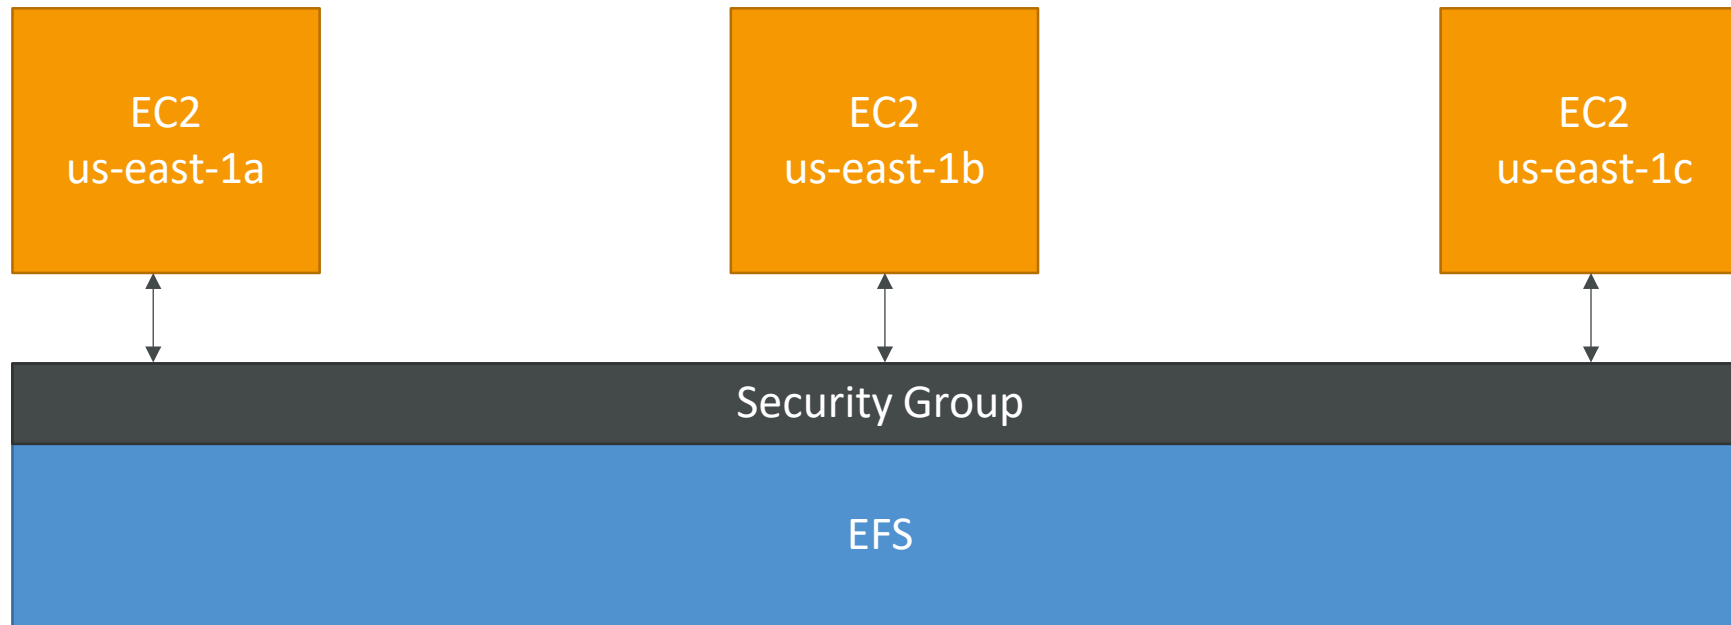 EC2
us-east-1a
EC2
us-east-1b
EC2
us-east-1c
Security Group
EFS